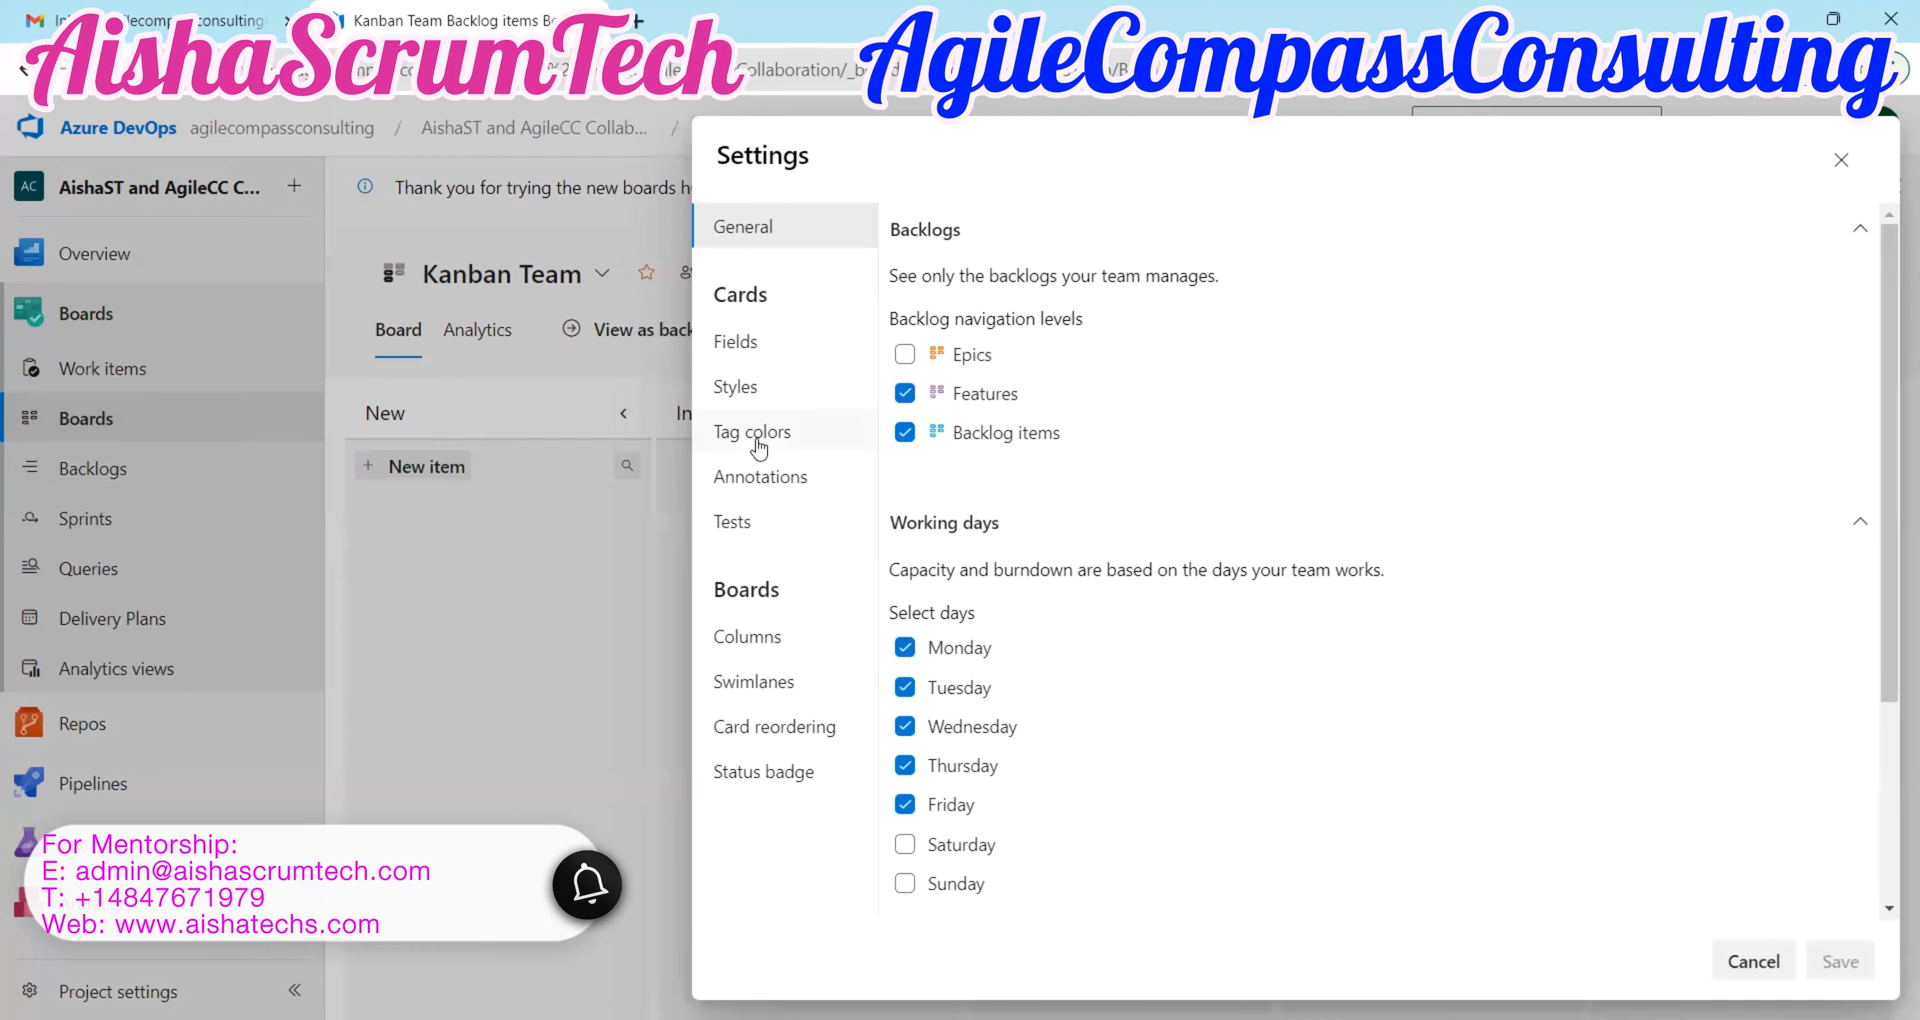 Kanban Team Backlog items Bo
AishaScrumTech
AgileCompassConsulting
Azure DevOps agilecompassconsulting / AishaST and AgileCC Collab... /
Settings
AC AishaST and AgileCC C... +
Thank you for trying the new boards h
General
Backlogs
Overview
See only the backlogs your team manages.
Kanban Team
Cards
Backlog navigation levels
Boards
Board Analytics View as back
Fields
Epics
Work items
Styles
Features
New
Boards
Tag colors
Backlog items
+ New item
Backlogs
Annotations
Sprints
Tests
Working days
Queries
Capacity and burndown are based on the days your team works.
Boards
Select days
Delivery Plans
Columns
Monday
Analytics views
Swimlanes
Tuesday
Repos
Card reordering
Wednesday
Status badge
Thursday
Pipelines
Friday
For Mentorship:
Saturday
E: admin@aishascrumtech.com
Sunday
T: +14847671979
Web: www.aishatechs.com
Cancel Save
Project settings